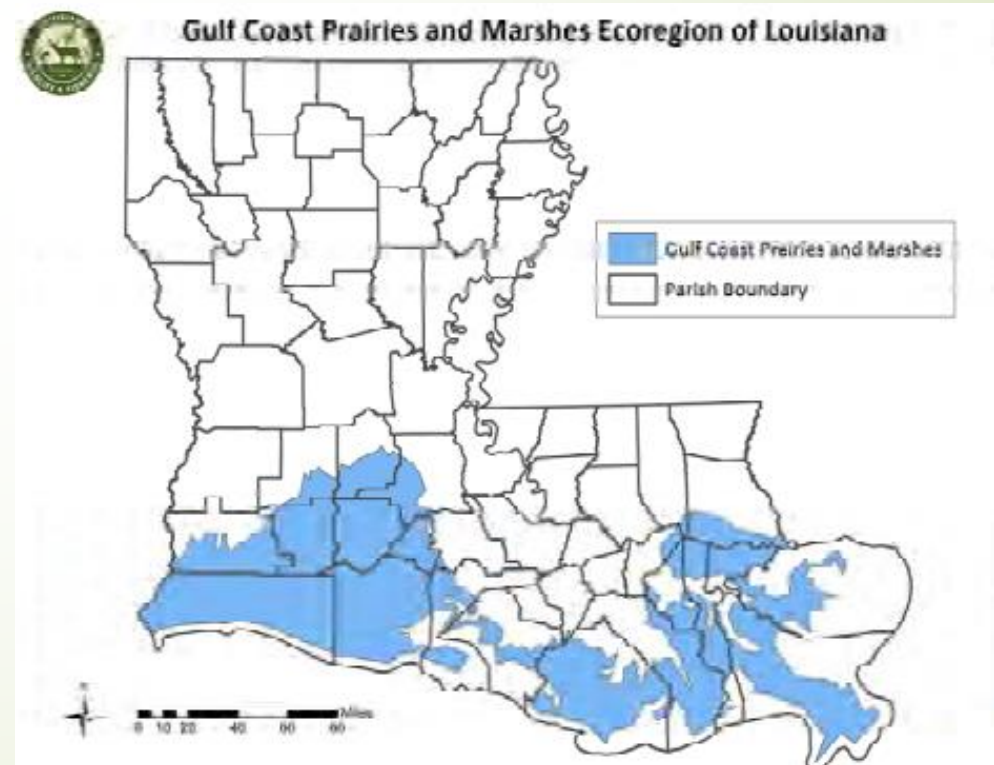 Gulf Coast Prairies and Marshes Ecoregion of Louisiana
Gulf Coast Prairies and Marshes
Parish Boundary
0 10 20 40 60 80 Miles